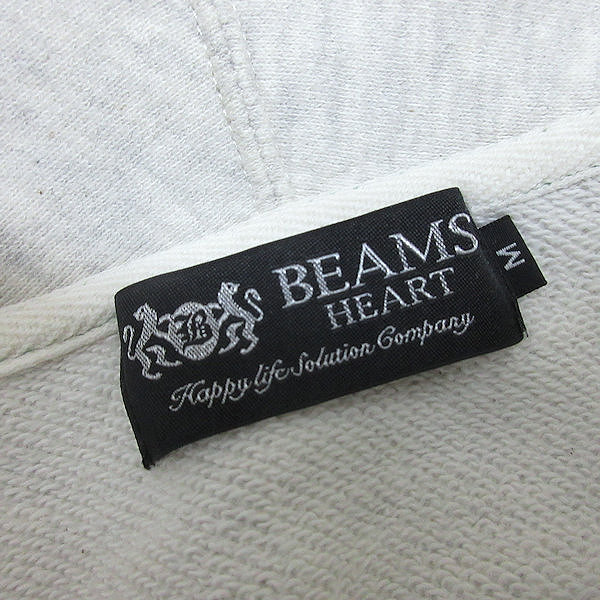 BEAMS
HEART
Happy life Solution Company
M